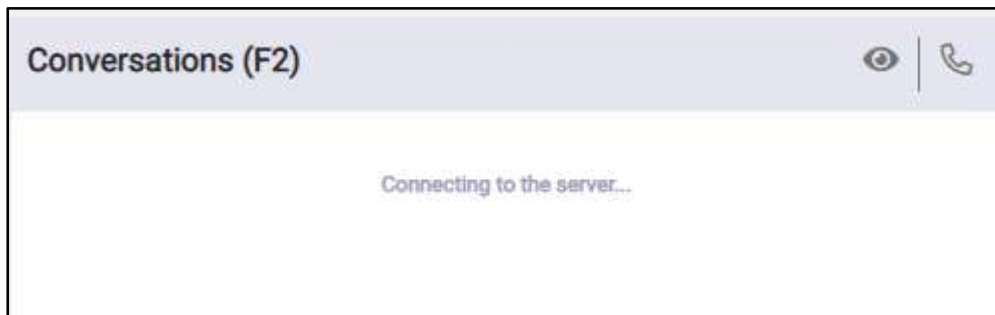 Conversations (F2)
Connecting to the server...